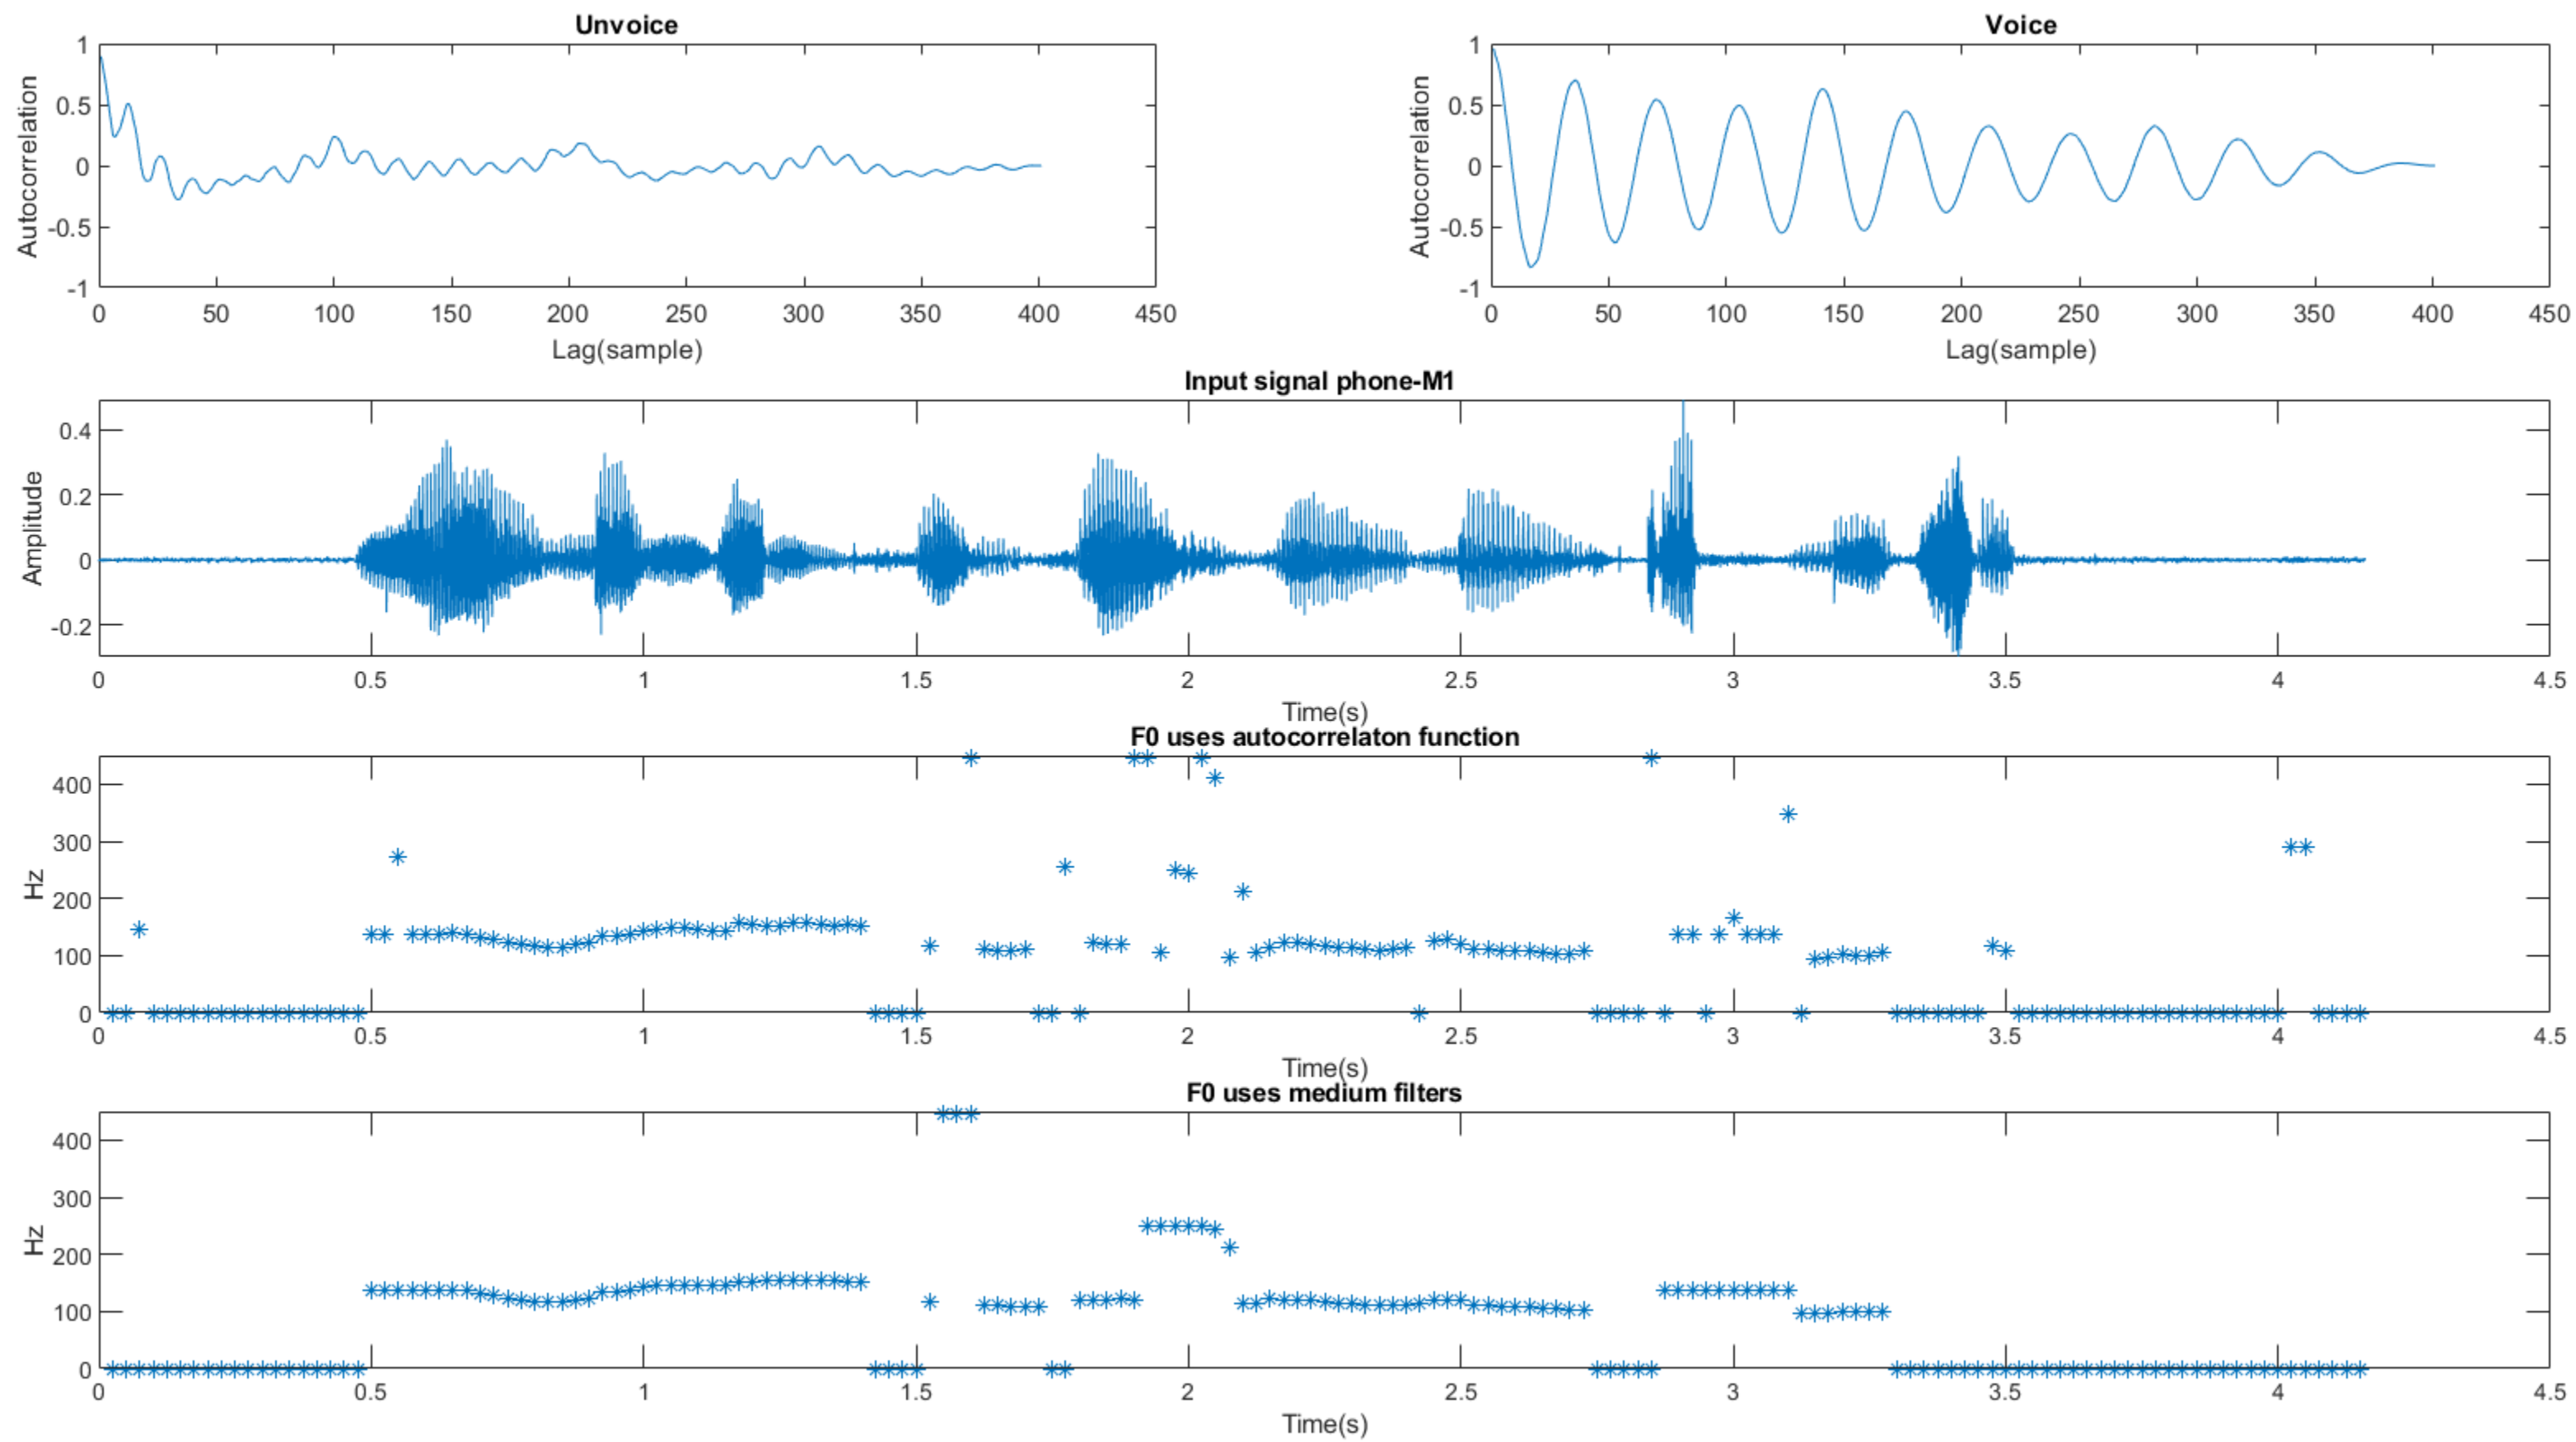 Unvoice
Autocorrelation
1
0.5
0
-0.5
-1
0 50 100 150 200 250 300 350 400 450
Lag(sample)
Voice
Autocorrelation
1
0.5
0
-0.5
-1
0 50 100 150 200 250 300 350 400 450
Lag(sample)
Input signal phone-M1
Amplitude
0.4
0.2
0
-0.2
0 0.5 1 1.5 2 2.5 3 3.5 4 4.5
Time(s)
F0 uses autocorrelaton function
Hz
400
300
200
100
0
0 0.5 1 1.5 2 2.5 3 3.5 4 4.5
Time(s)
F0 uses medium filters
Hz
400
300
200
100
0
0 0.5 1 1.5 2 2.5 3 3.5 4 4.5
Time(s)